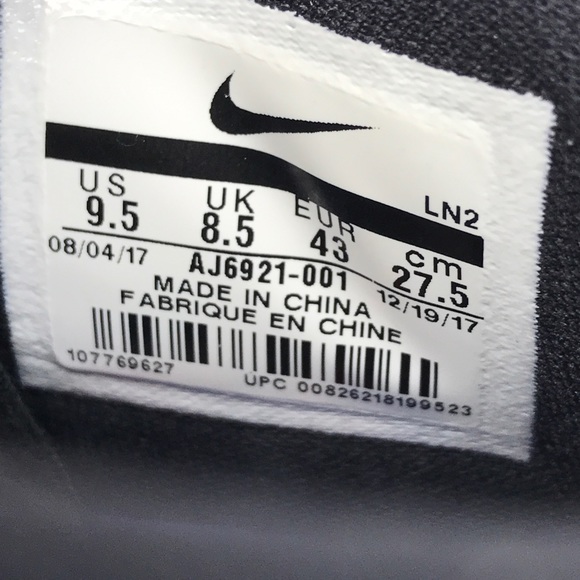 LN2
US UK EUR cm
9.5 8.5 43 27.5
08/04/17 AJ6921-001 12/19/17
MADE IN CHINA
FABRIQUE EN CHINE
107769627 UPC 00826218199523